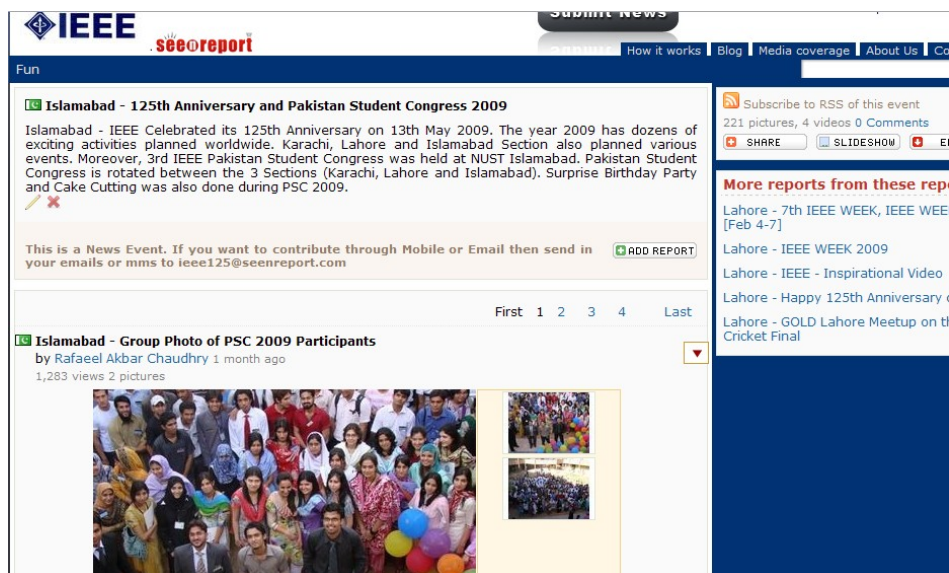 IEEE
seenreport
Submit News
How it works Blog Media coverage About Us Co
Fun
Islamabad - 125th Anniversary and Pakistan Student Congress 2009
Islamabad - IEEE Celebrated its 125th Anniversary on 13th May 2009. The year 2009 has dozens of
exciting activities planned worldwide. Karachi, Lahore and Islamabad Section also planned various
events. Moreover, 3rd IEEE Pakistan Student Congress was held at NUST Islamabad. Pakistan Student
Congress is rotated between the 3 Sections (Karachi, Lahore and Islamabad). Surprise Birthday Party
and Cake Cutting was also done during PSC 2009.
This is a News Event. If you want to contribute through Mobile or Email then send in
your emails or mms to ieee125@seenreport.com
ADD REPORT
First 1 2 3 4 Last
Islamabad - Group Photo of PSC 2009 Participants
by Rafaeel Akbar Chaudhry 1 month ago
1,283 views 2 pictures
Subscribe to RSS of this event
221 pictures, 4 videos 0 Comments
SHARE SLIDESHOW E
More reports from these rep
Lahore - 7th IEEE WEEK, IEEE WEE
[Feb 4-7]
Lahore - IEEE WEEK 2009
Lahore - IEEE - Inspirational Video
Lahore - Happy 125th Anniversary
Lahore - GOLD Lahore Meetup on th
Cricket Final